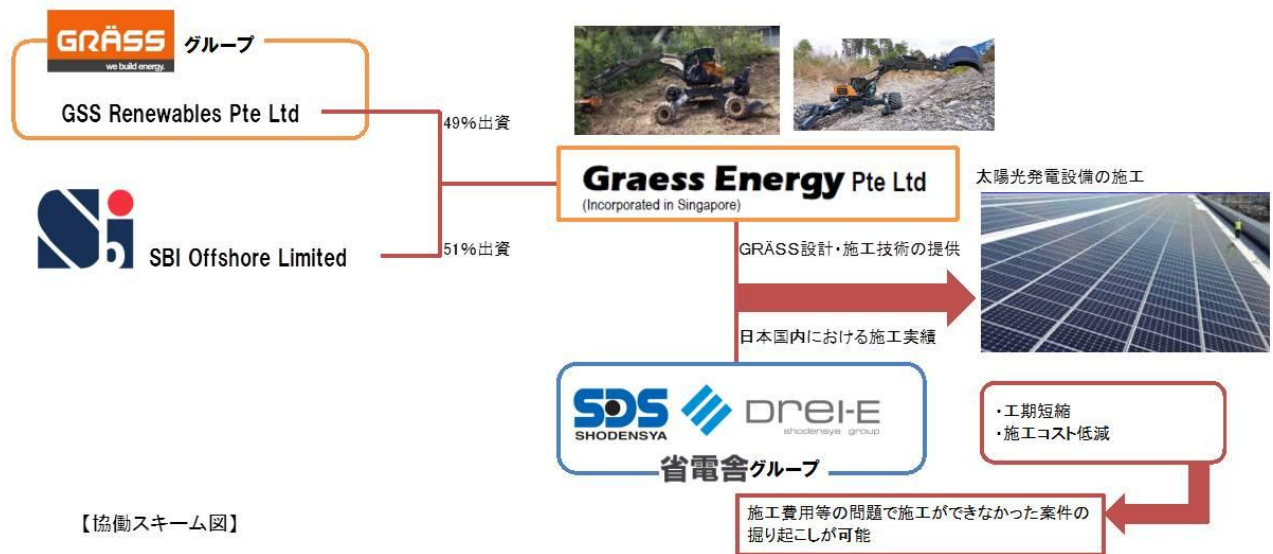 GRÄSS
we build energy.
グループ
GSS Renewables Pte Ltd
49%出資
Sbi
SBI Offshore Limited
51%出資
Graess Energy Pte Ltd
(Incorporated in Singapore)
太陽光発電設備の施工
GRÄSS設計・施工技術の提供
日本国内における施工実績
SDS
SHODENSYA
DREI-E
shodensya group
省電舎グループ
・工期短縮
・施工コスト低減
施工費用等の問題で施工ができなかった案件の
掘り起こしが可能
【協働スキーム図】